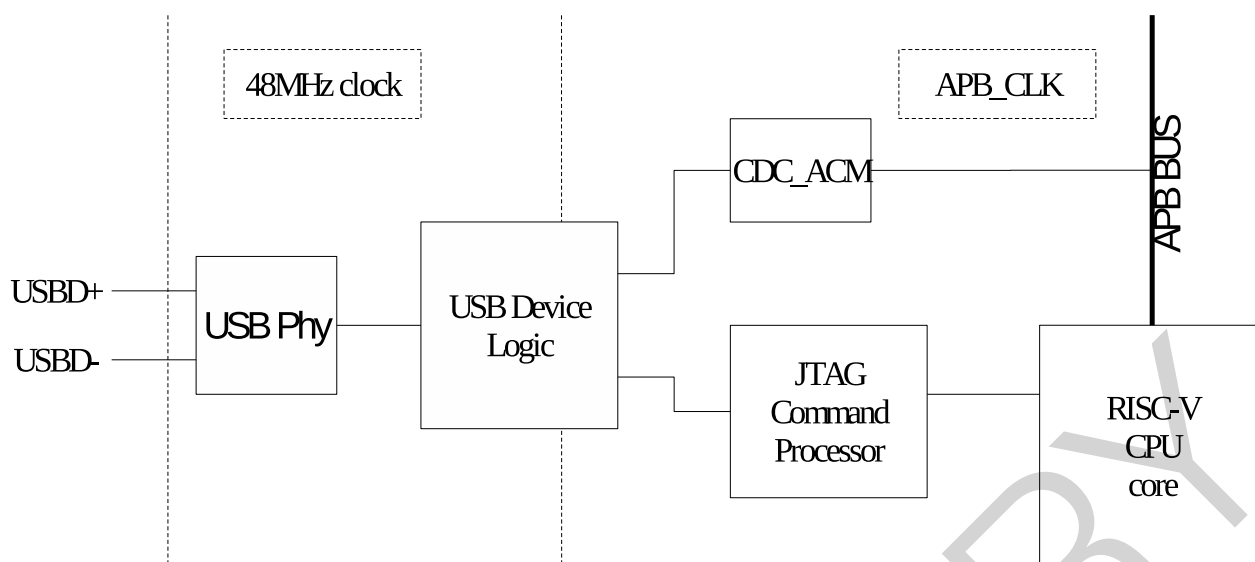 48MHz clock
APB_CLK
CDC_ACM
APB BUS
USBD+
USBD-
USB Phy
USB Device
Logic
JTAG
Command
Processor
RISC-V
CPU
core
BY